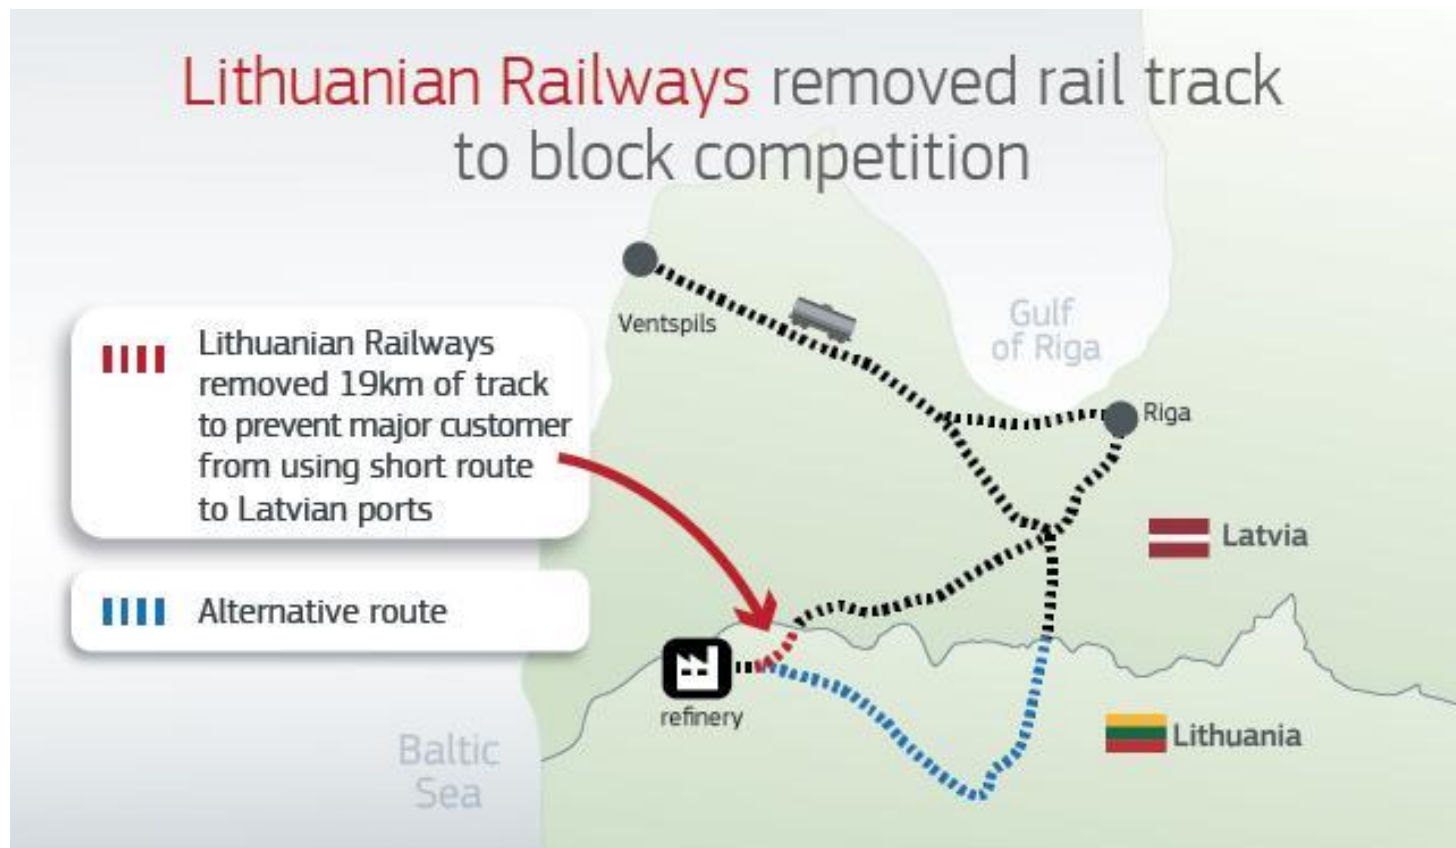 Lithuanian Railways removed rail track
to block competition
Ventspils
Gulf
of Riga
Riga
Lithuanian Railways
removed 19km of track
to prevent major customer
from using short route
to Latvian ports
Latvia
Alternative route
refinery
Lithuania
Baltic
Sea